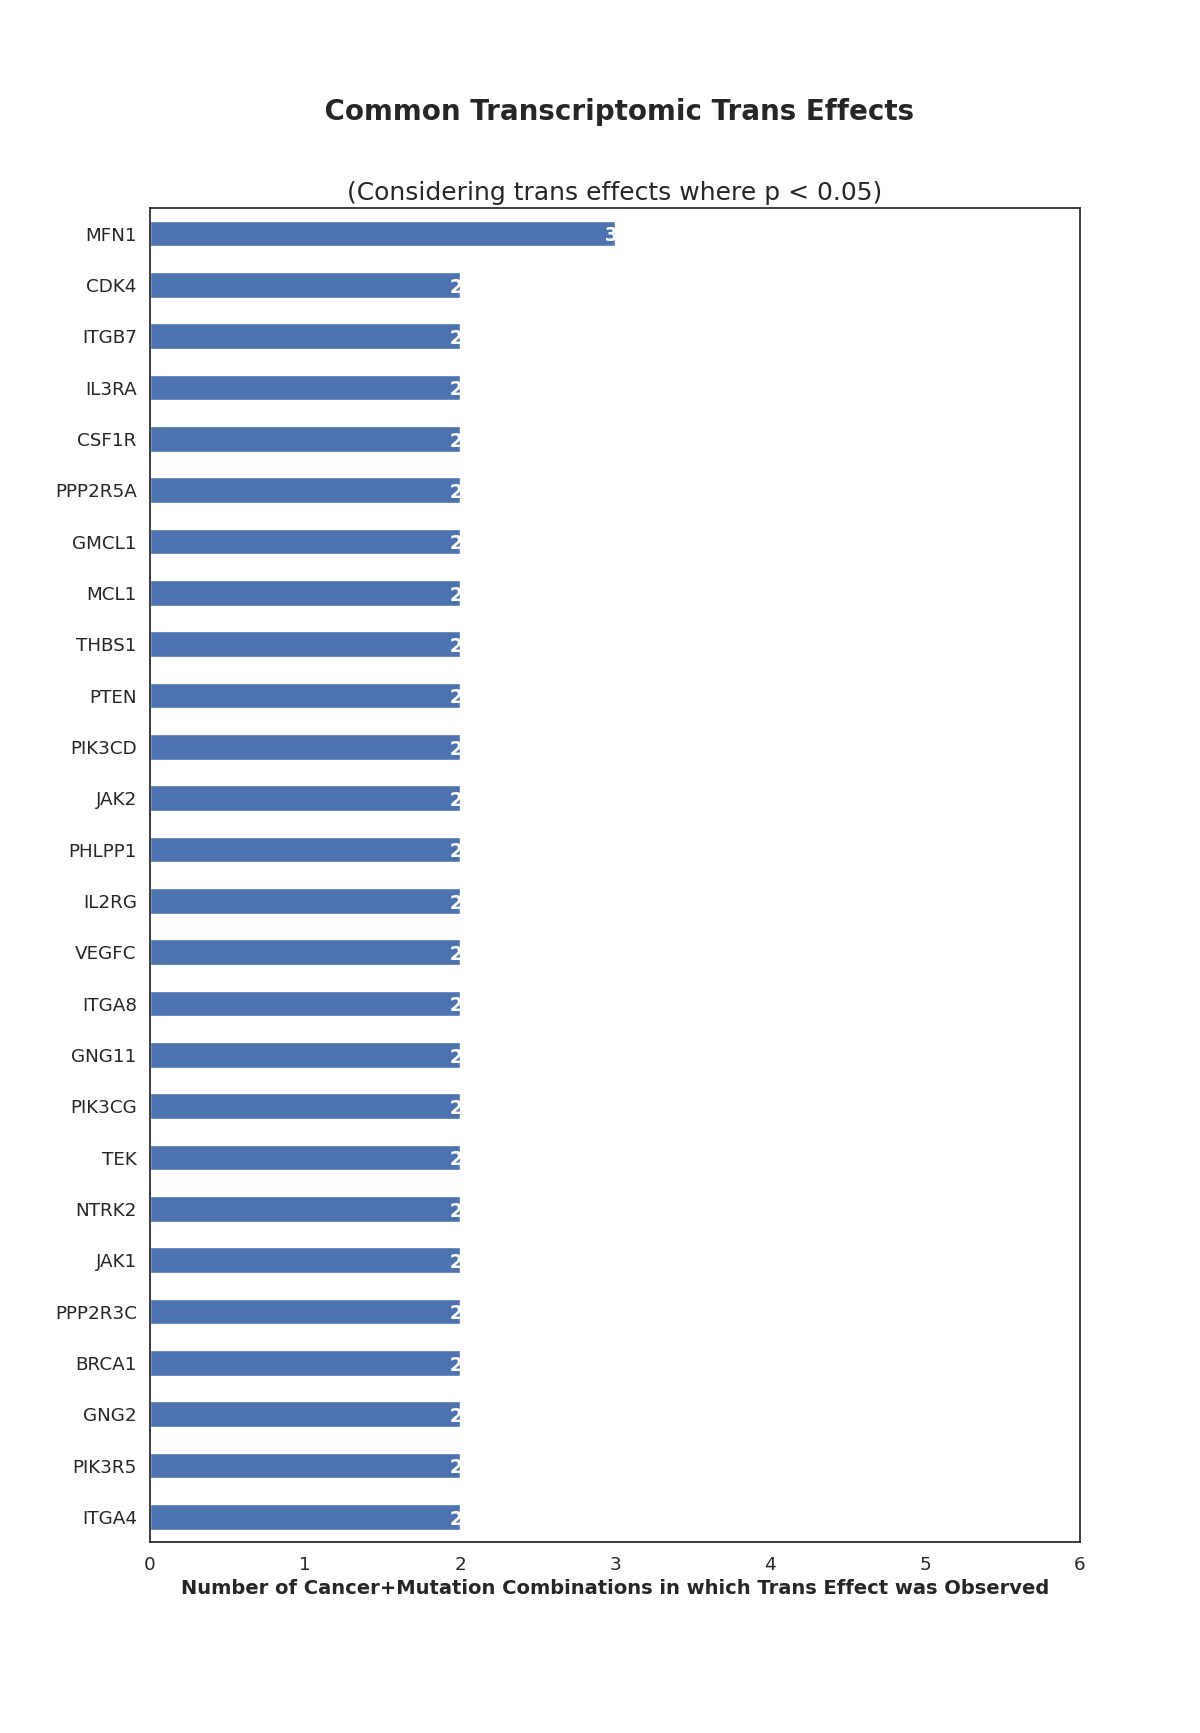 Common Transcriptomic Trans Effects
(Considering trans effects where p < 0.05)
MFN1 3
CDK4 2
ITGB7 2
IL3RA 2
CSF1R 2
PPP2R5A 2
GMCL1 2
MCL1 2
THBS1 2
PTEN 2
PIK3CD 2
JAK2 2
PHLPP1 2
IL2RG 2
VEGFC 2
ITGA8 2
GNG11 2
PIK3CG 2
TEK 2
NTRK2 2
JAK1 2
PPP2R3C 2
BRCA1 2
GNG2 2
PIK3R5 2
ITGA4 2
0 1 2 3 4 5 6
Number of Cancer+Mutation Combinations in which Trans Effect was Observed